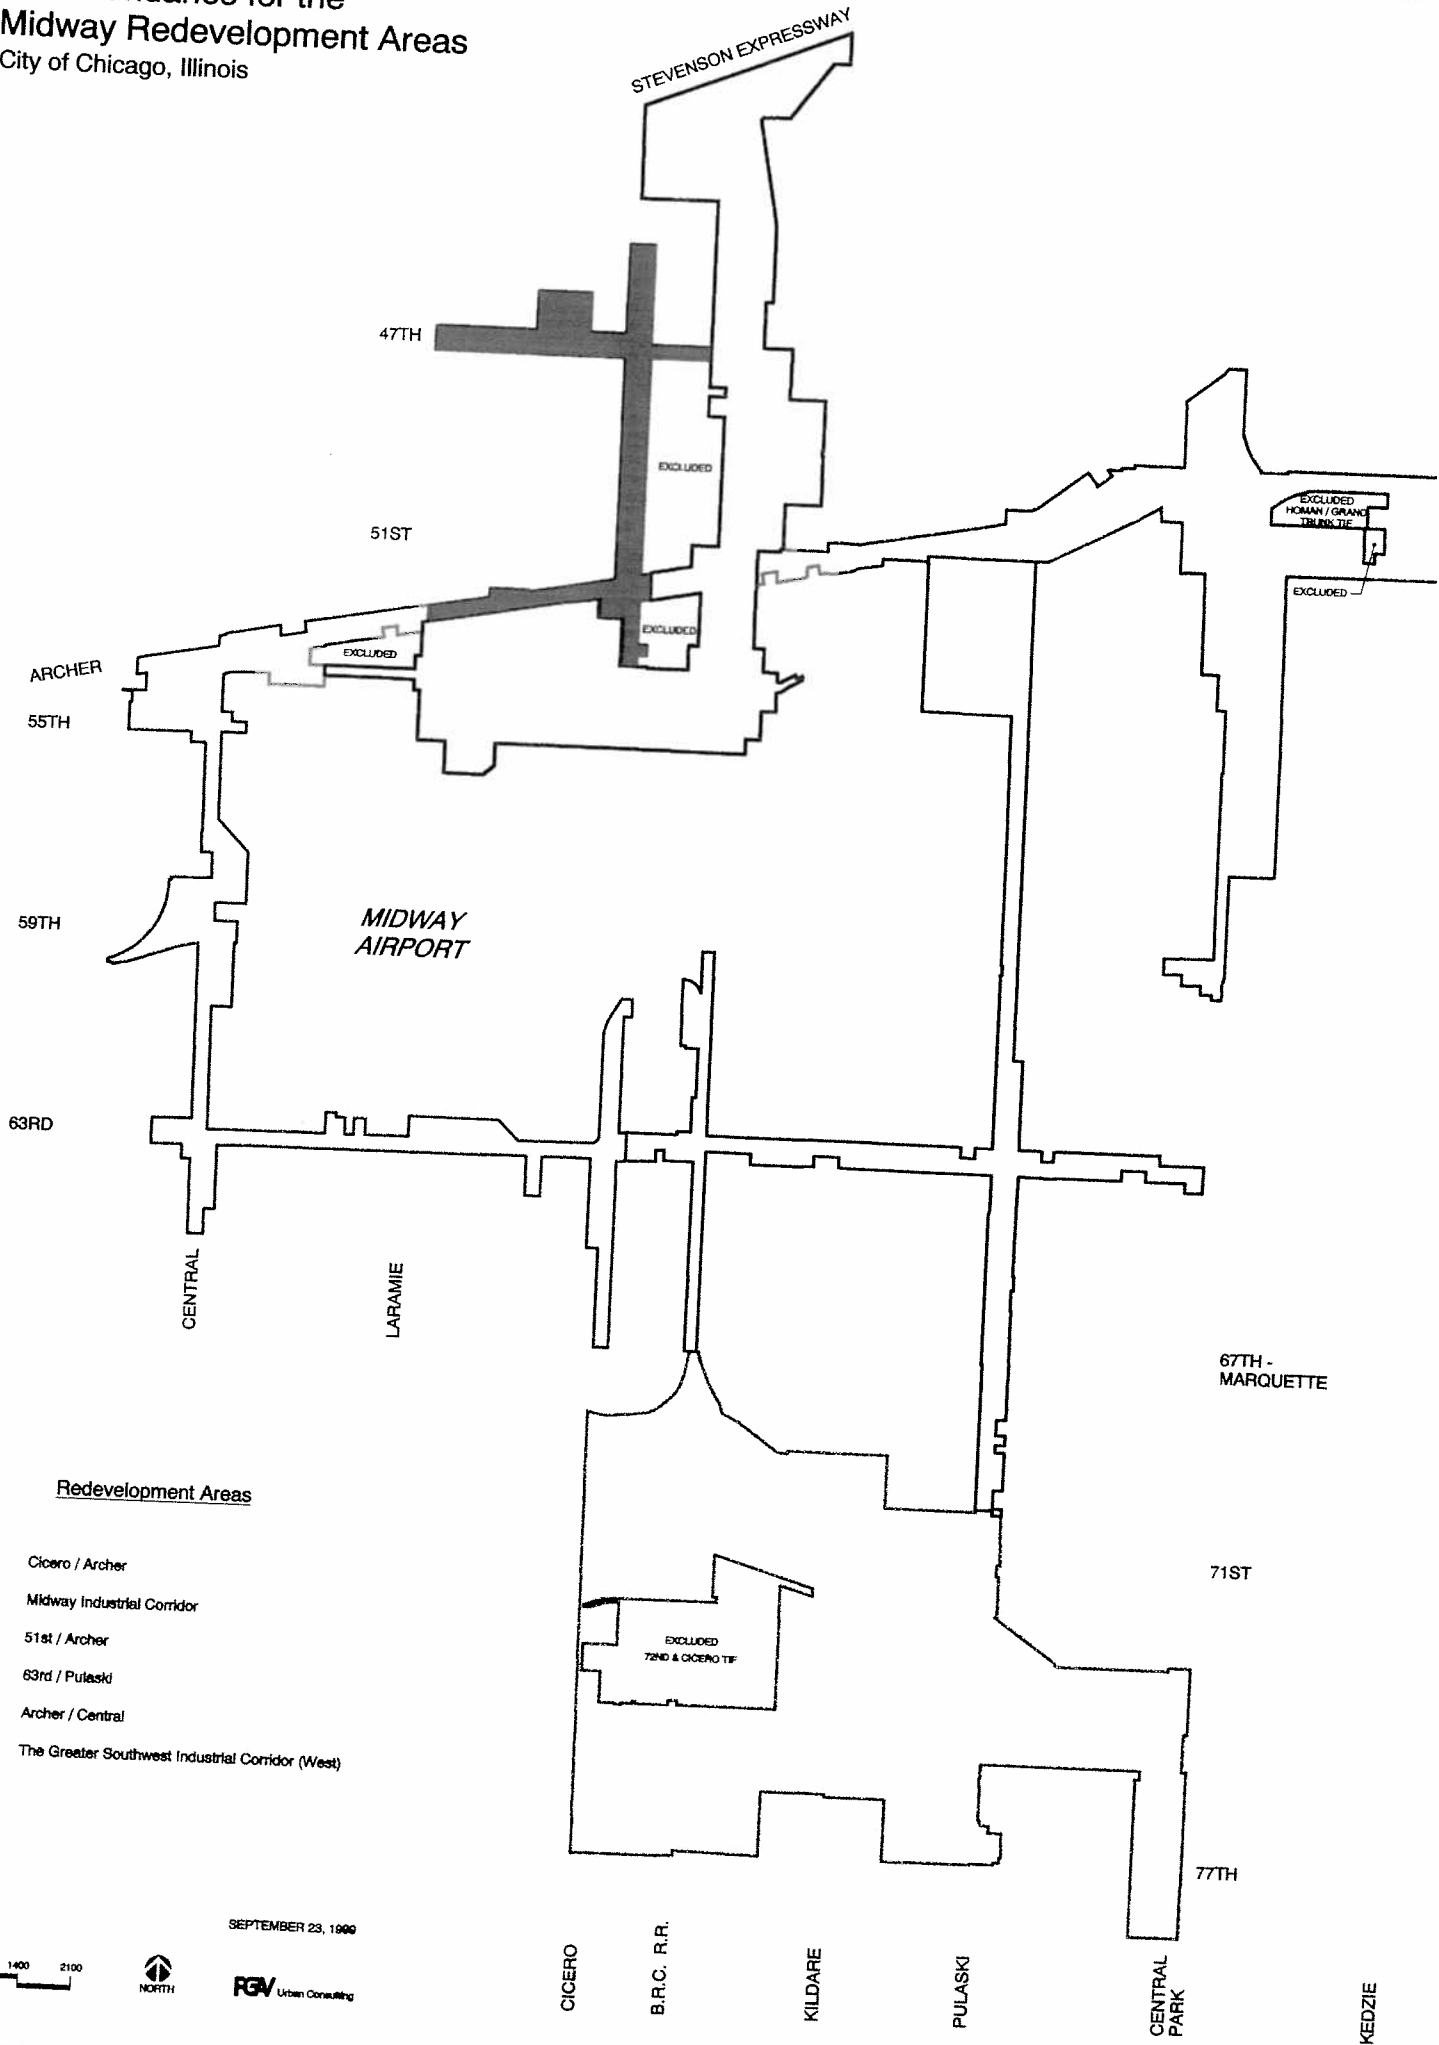 for the
Midway Redevelopment Areas
City of Chicago, Illinois
STEVENSON EXPRESSWAY
47TH
EXCLUDED
EXCLUDED
HOMAN / GRAND
TRUNK TIF
51ST
EXCLUDED
EXCLUDED
EXCLUDED
ARCHER
55TH
59TH
MIDWAY
AIRPORT
63RD
CENTRAL
LARAMIE
67TH -
MARQUETTE
Redevelopment Areas
Cicero / Archer
Midway Industrial Corridor
51st / Archer
63rd / Pulaski
Archer / Central
The Greater Southwest Industrial Corridor (West)
71ST
EXCLUDED
72ND & CICERO TIF
77TH
SEPTEMBER 23, 1999
1400 2100
NORTH
PGAV Urban Consulting
CICERO
B.R.C. R.R.
KILDARE
PULASKI
CENTRAL
PARK
KEDZIE